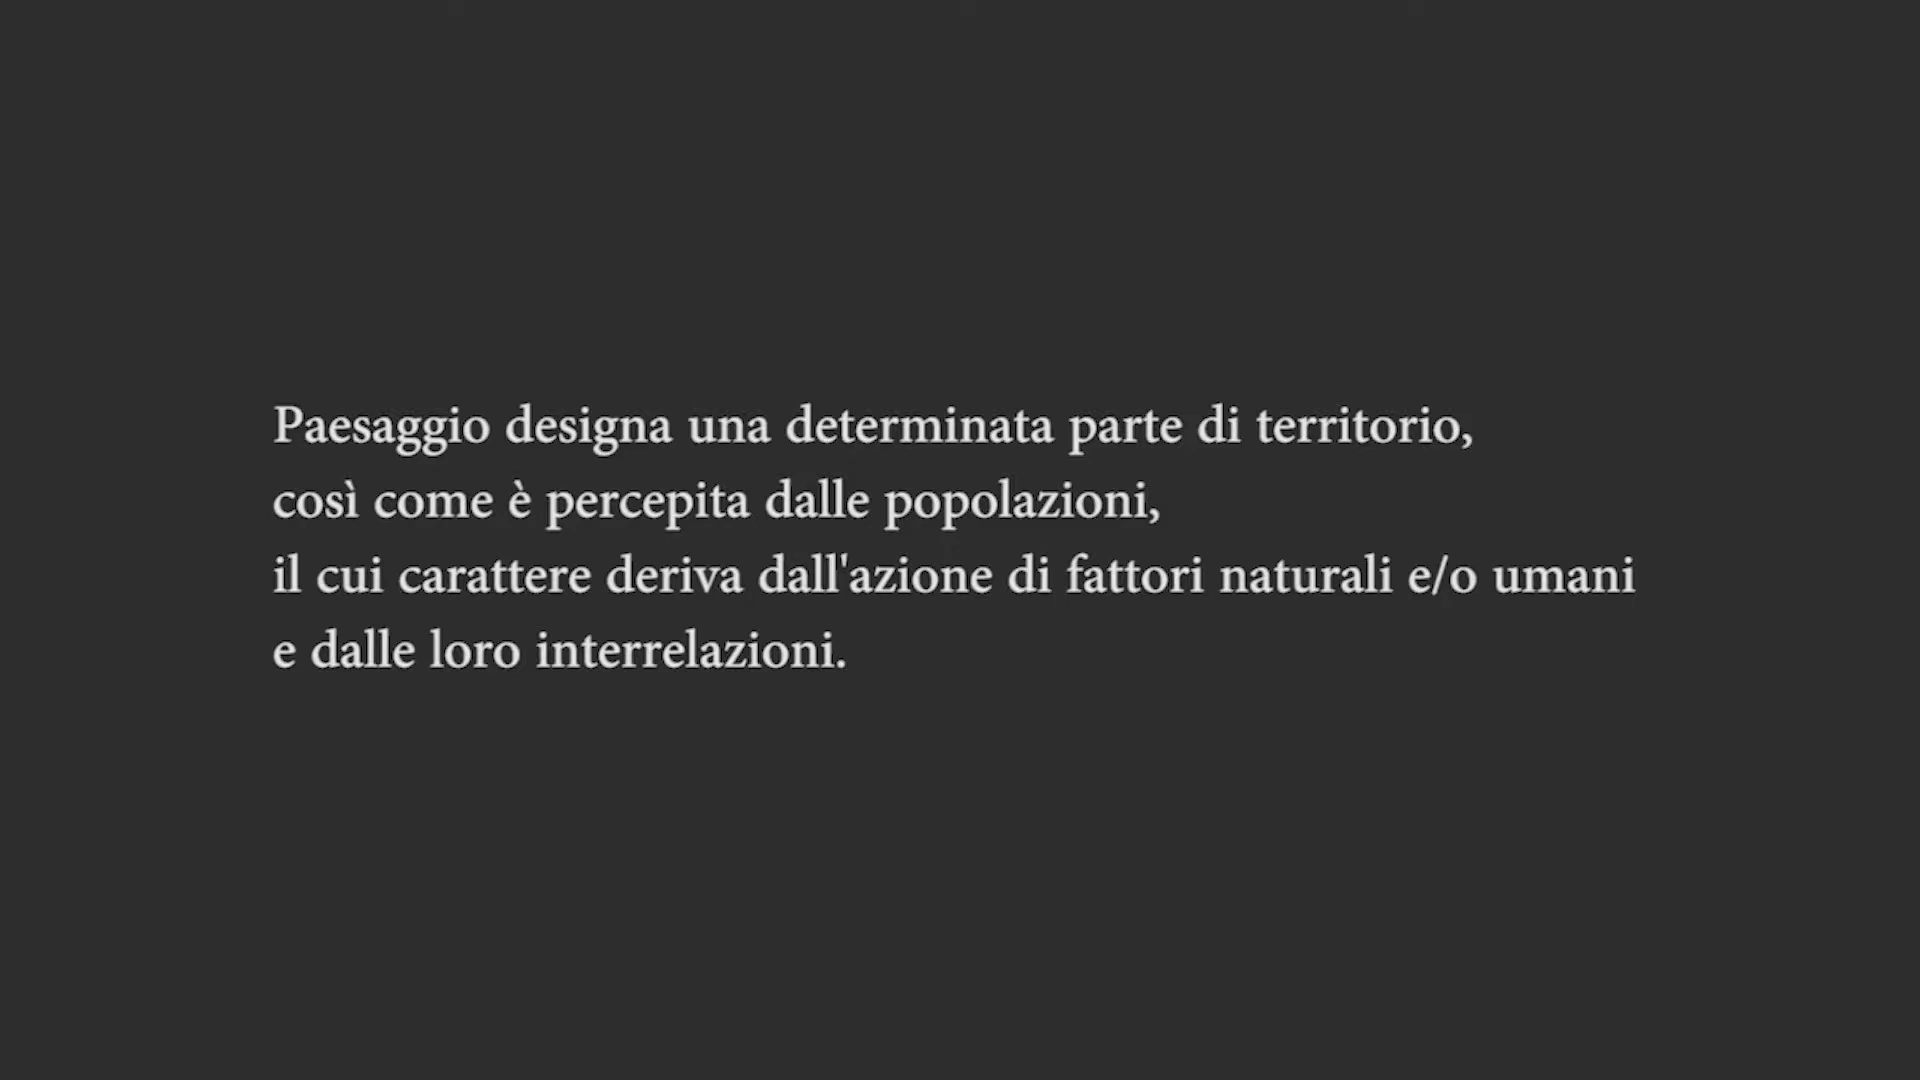 Paesaggio designa una determinata parte di territorio,
così come è percepita dalle popolazioni,
il cui carattere deriva dall'azione di fattori naturali e/o umani
e dalle loro interrelazioni.